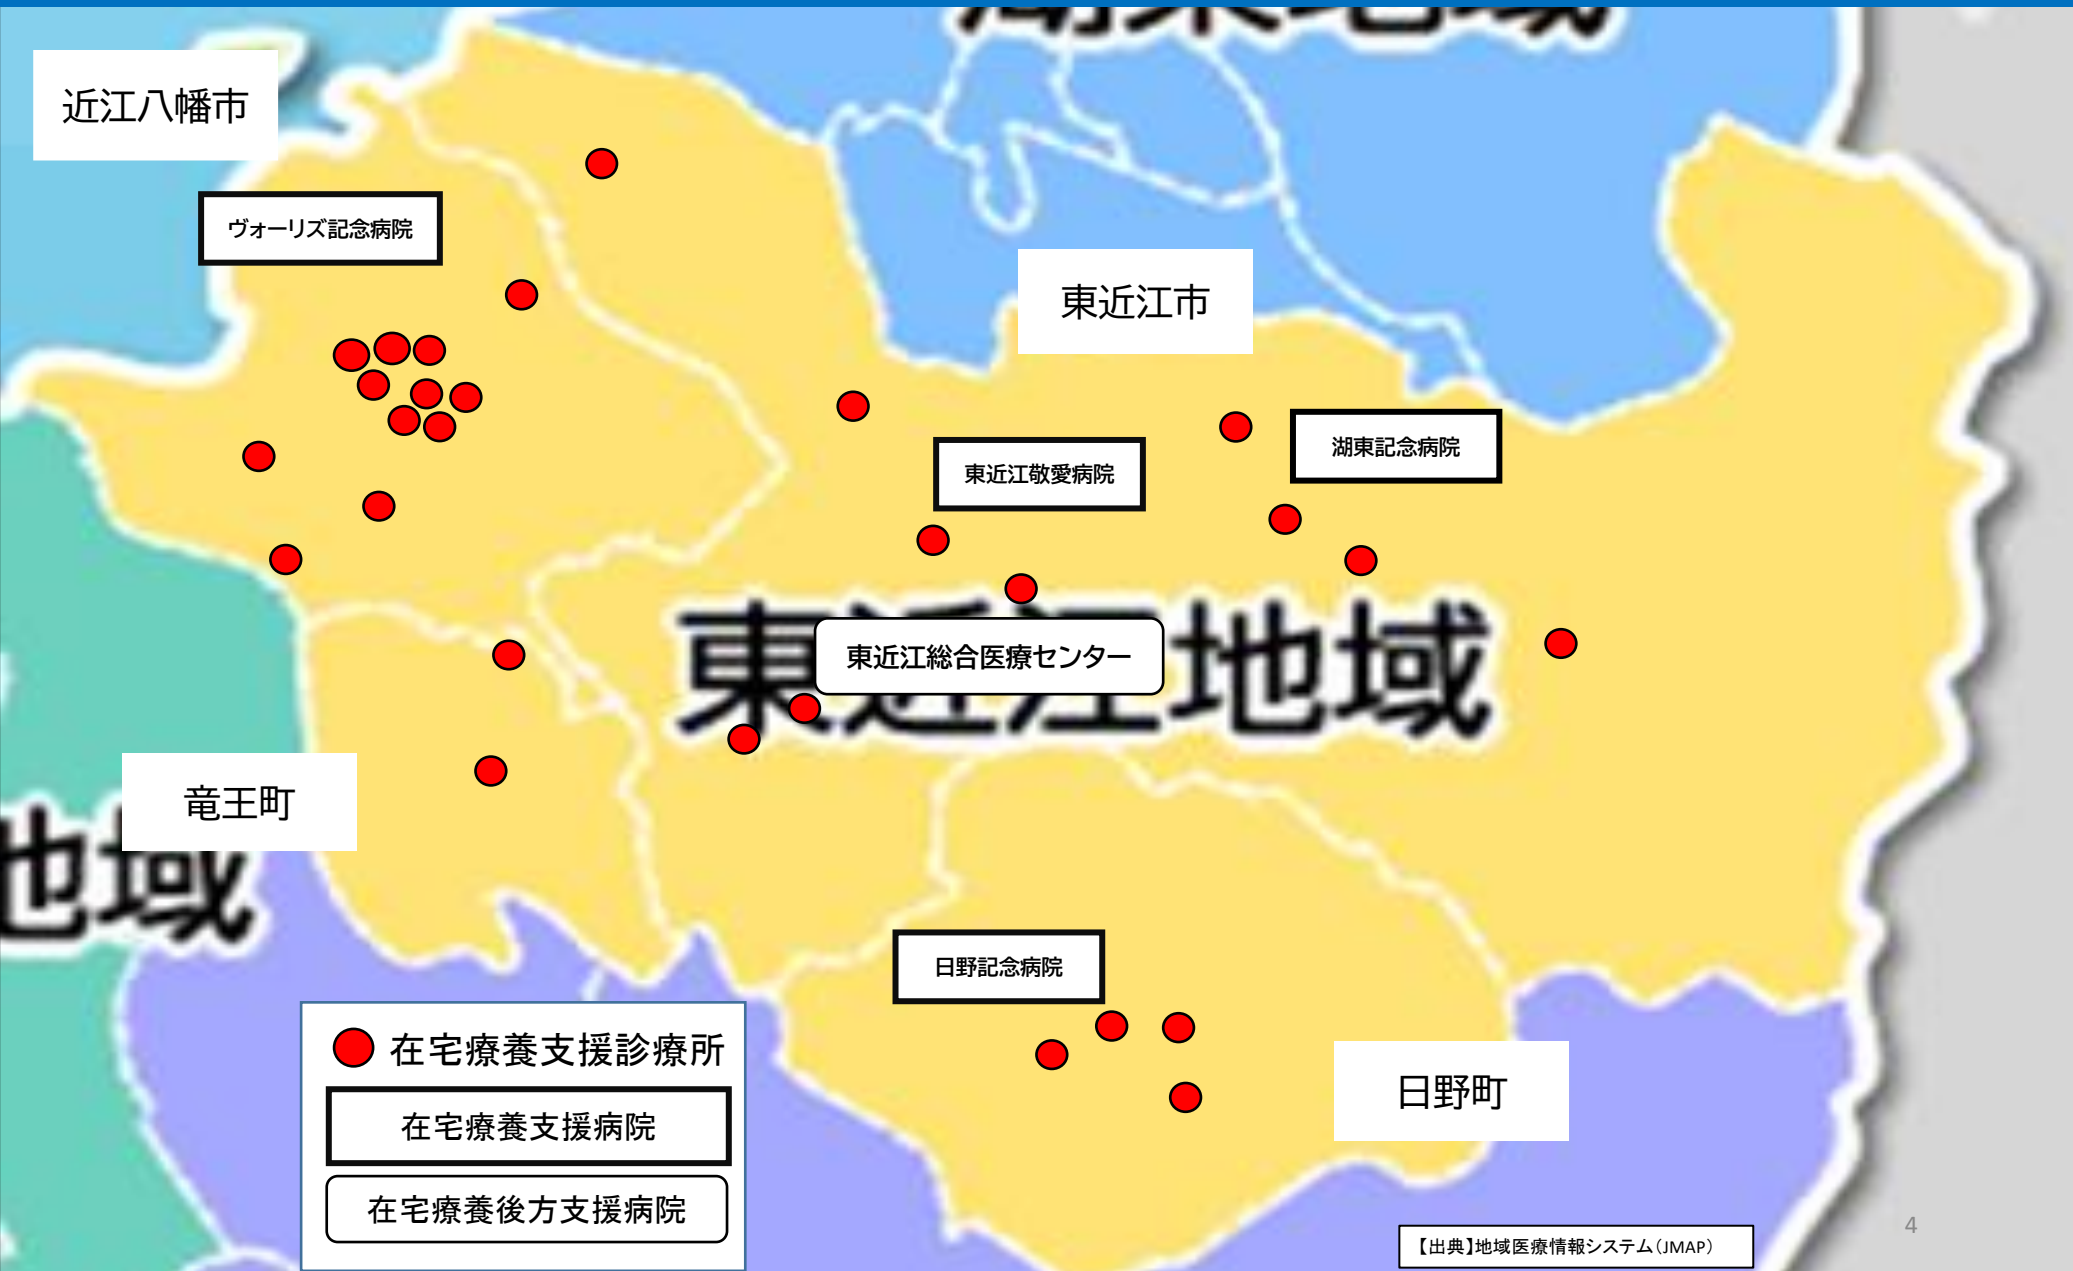 湖東地域
近江八幡市
ヴォーリズ記念病院
東近江市
湖東記念病院
東近江敬愛病院
東近江地域
東近江総合医療センター
竜王町
地域
日野記念病院
日野町
在宅療養支援診療所
在宅療養支援病院
在宅療養後方支援病院
【出典】地域医療情報システム（JMAP）
4